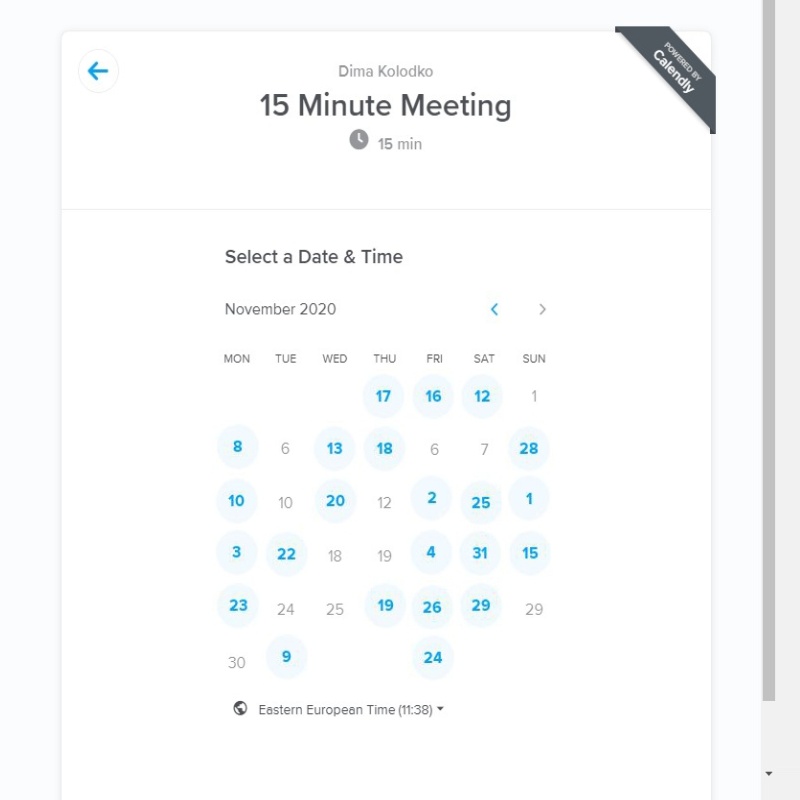 POWERED BY
Calendly
Dima Kolodko
15 Minute Meeting
15 min
Select a Date & Time
November 2020
MON TUE WED THU FRI SAT SUN
17 16 12 1
8 6 13 18 6 7 28
10 10 20 12 2 25 1
3 22 18 19 4 31 15
23 24 25 19 26 29 29
30 9 24
Eastern European Time (11:38)